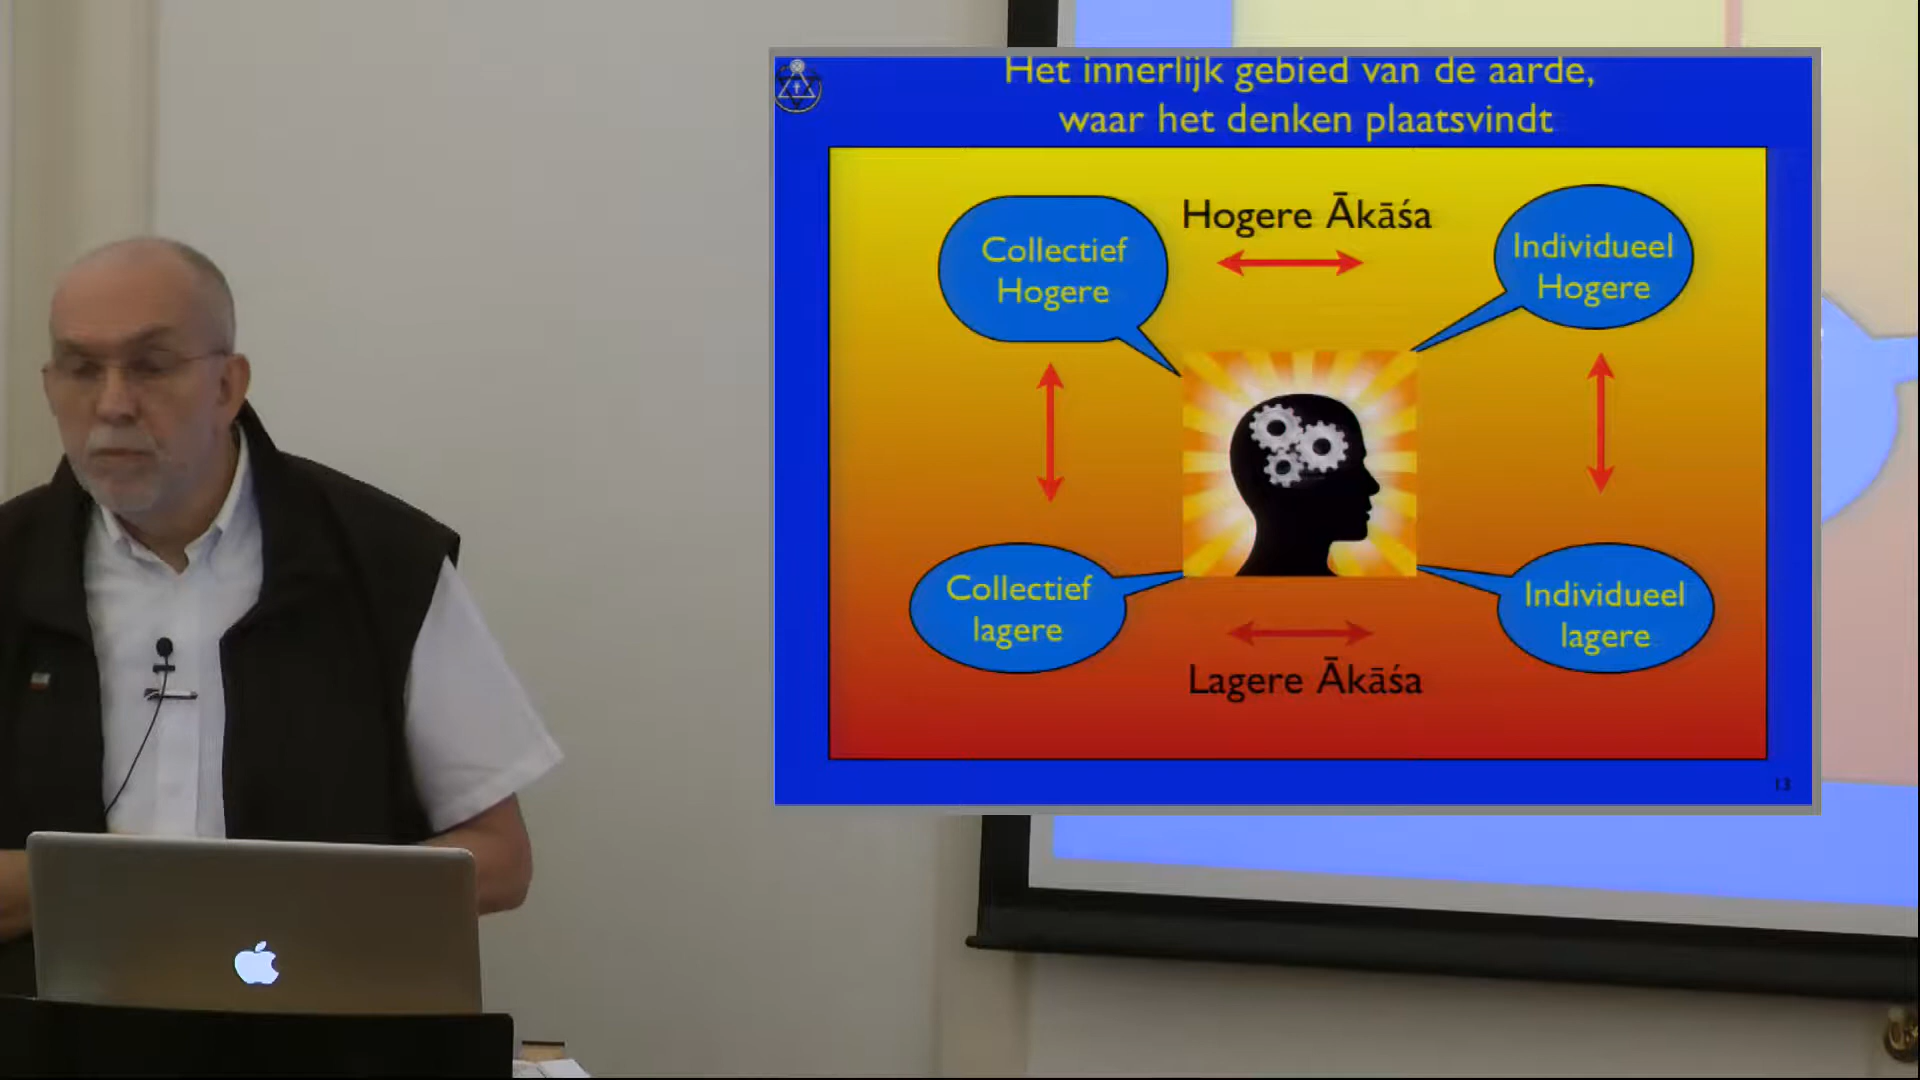 Het innerlijk gebied van de aarde,
waar het denken plaatsvindt
Hogere Ākāśa
Collectief
Hogere
Individueel
Hogere
Collectief
lagere
Individueel
lagere
Lagere Ākāśa
13